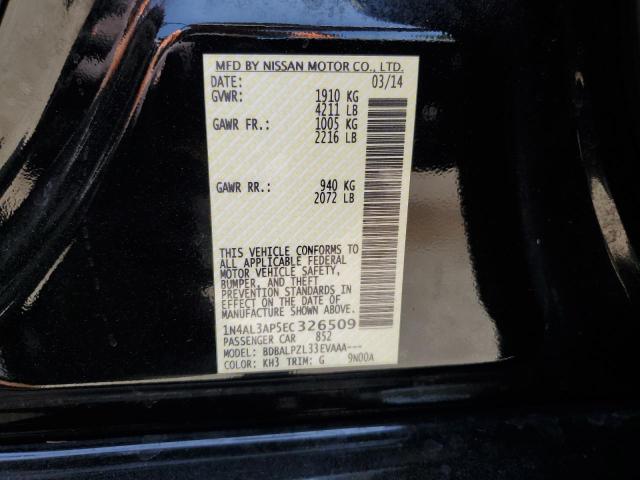 MFD BY NISSAN MOTOR CO., LTD.
DATE: 03/14
GVWR: 1910 KG
4211 LB
GAWR FR.: 1005 KG
2216 LB
GAWR RR.: 940 KG
2072 LB
THIS VEHICLE CONFORMS TO
ALL APPLICABLE FEDERAL
MOTOR VEHICLE SAFETY,
BUMPER, AND THEFT
PREVENTION STANDARDS IN
EFFECT ON THE DATE OF
MANUFACTURE SHOWN ABOVE.
1N4AL3AP5EC326509
PASSENGER CAR 852
MODEL: BDBALPZL33EVAAA---
COLOR: KH3 TRIM: G 9N00A